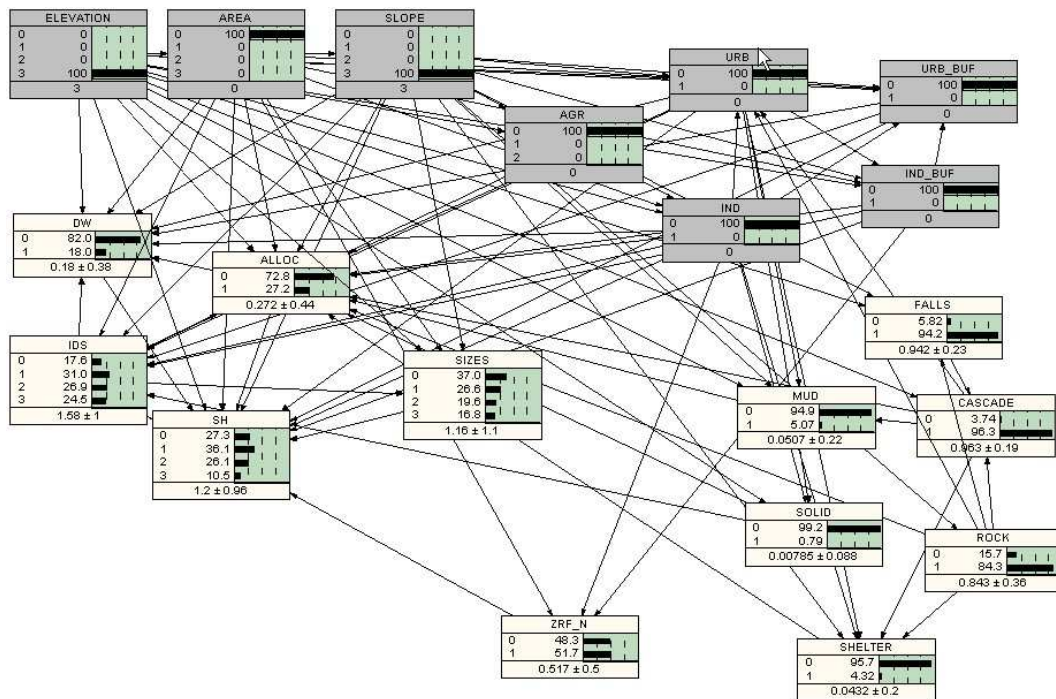 ELEVATION
0 0
1 0
2 0
3 100
3
AREA
0 100
1 0
2 0
3 0
0
SLOPE
0 0
1 0
2 0
3 100
3
URB
0 100
1 0
0
URB_BUF
0 100
1 0
0
AGR
0 100
1 0
2 0
0
IND_BUF
0 100
1 0
0
IND
0 100
1 0
0
DW
0 82.0
1 18.0
0.18 ± 0.38
ALLOC
0 72.8
1 27.2
0.272 ± 0.44
FALLS
0 5.82
1 94.2
0.942 ± 0.23
IDS
0 17.6
1 31.0
2 26.9
3 24.5
1.58 ± 1
SIZES
0 37.0
1 26.6
2 19.6
3 16.8
1.16 ± 1.1
MUD
0 94.9
1 5.07
0.0507 ± 0.22
CASCADE
0 3.74
1 96.3
0.963 ± 0.19
SH
0 27.3
1 36.1
2 26.1
3 10.5
1.2 ± 0.96
SOLID
0 99.2
1 0.79
0.00785 ± 0.088
ROCK
0 15.7
1 84.3
0.843 ± 0.36
ZRF_N
0 48.3
1 51.7
0.517 ± 0.5
SHELTER
0 95.7
1 4.32
0.0432 ± 0.2